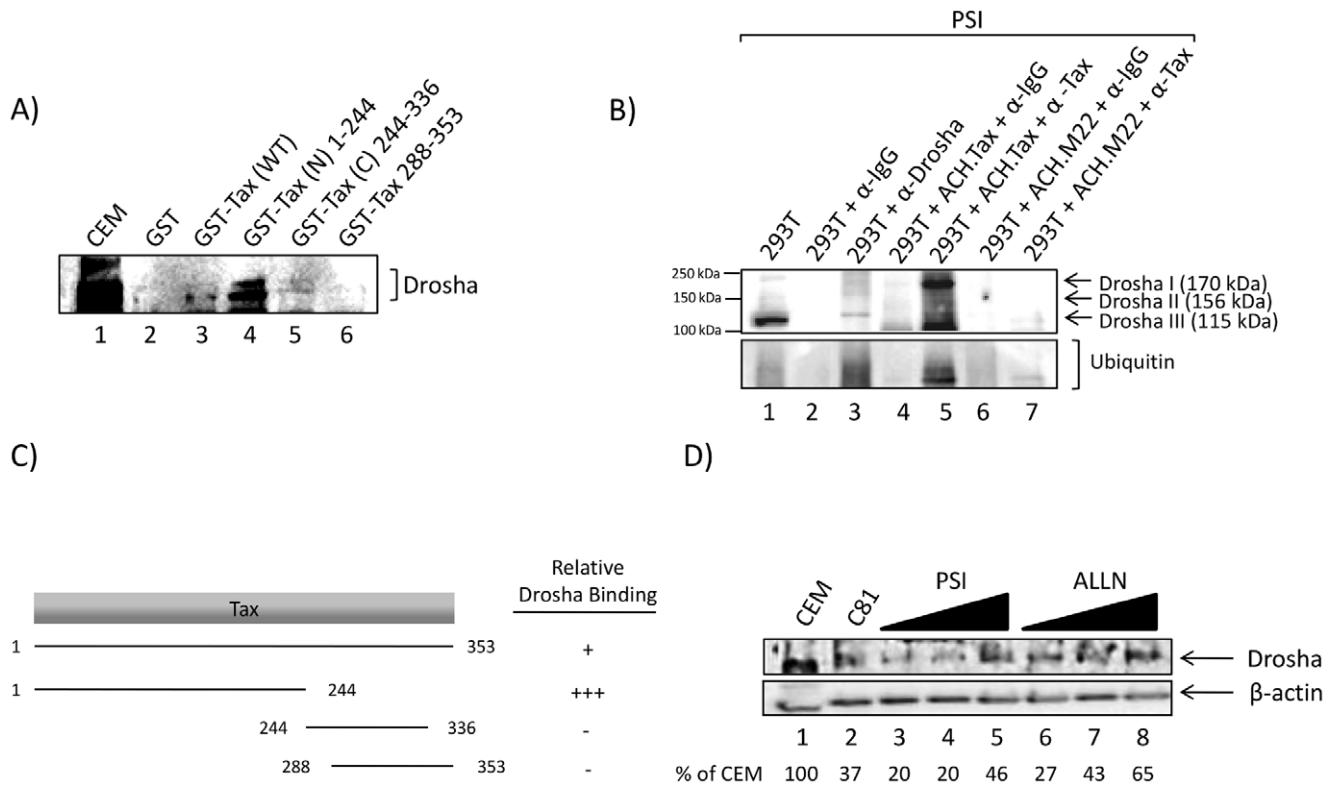 A)
CEM
GST
GST-Tax (WT)
GST-Tax (N) 1-244
GST-Tax (C) 244-336
GST-Tax 288-353
Drosha
1 2 3 4 5 6
B)
PSI
293T
293T + α-IgG
293T + α-Drosha
293T + ACH.Tax + α-IgG
293T + ACH.Tax + α -Tax
293T + ACH.M22 + α-IgG
293T + ACH.M22 + α-Tax
250 kDa
150 kDa
100 kDa
Drosha I (170 kDa)
Drosha II (156 kDa)
Drosha III (115 kDa)
Ubiquitin
1 2 3 4 5 6 7
C)
Relative
Drosha Binding
Tax
1 353 +
1 244 +++
244 336 -
288 353 -
D)
CEM
C81
PSI
ALLN
Drosha
β-actin
1 2 3 4 5 6 7 8
% of CEM 100 37 20 20 46 27 43 65